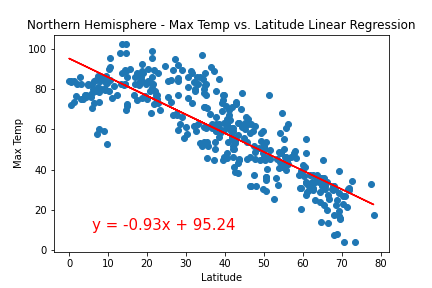 Northern Hemisphere - Max Temp vs. Latitude Linear Regression
100
80
60
40
20
0
Max Temp
y = -0.93x + 95.24
0 10 20 30 40 50 60 70 80
Latitude